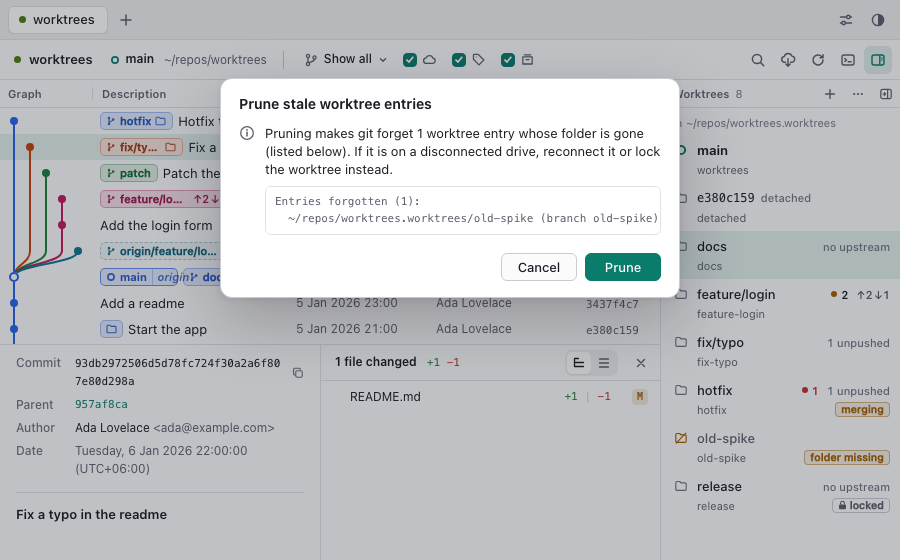 worktrees
worktrees main ~/repos/worktrees Show all
Graph Description
Worktrees 8
hotfix Hotfix
fix/ty... Fix a
patch Patch the
feature/lo... ↑2↓
Add the login form
origin/feature/lo...
main origin doc
Add a readme 5 Jan 2026 23:00 Ada Lovelace 3437f4c7
Start the app 5 Jan 2026 21:00 Ada Lovelace e380c159
Prune stale worktree entries
Pruning makes git forget 1 worktree entry whose folder is gone
(listed below). If it is on a disconnected drive, reconnect it or lock
the worktree instead.
Entries forgotten (1):
~/repos/worktrees.worktrees/old-spike (branch old-spike)
Cancel Prune
~/repos/worktrees.worktrees
main
worktrees
e380c159 detached
detached
docs no upstream
docs
feature/login 2 ↑2↓1
feature-login
fix/typo 1 unpushed
fix-typo
hotfix 1 1 unpushed
hotfix merging
old-spike
old-spike folder missing
release no upstream
release locked
Commit 93db2972506d5d78fc724f30a2a6f80
7e80d298a
Parent 957af8ca
Author Ada Lovelace <ada@example.com>
Date Tuesday, 6 Jan 2026 22:00:00
(UTC+06:00)
Fix a typo in the readme
1 file changed +1 −1
README.md +1 −1 M